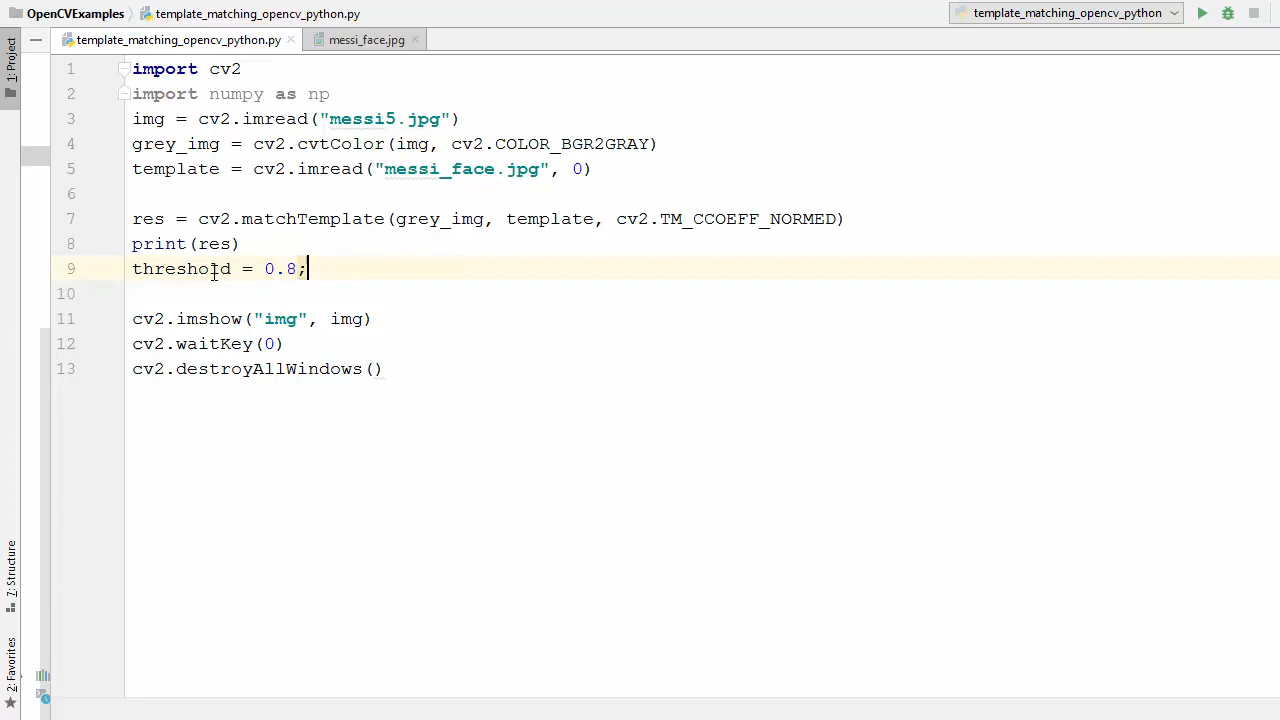 OpenCVExamples template_matching_opencv_python.py template_matching_opencv_python
template_matching_opencv_python.py messi_face.jpg
1: Project
1 import cv2
2 import numpy as np
3 img = cv2.imread("messi5.jpg")
4 grey_img = cv2.cvtColor(img, cv2.COLOR_BGR2GRAY)
5 template = cv2.imread("messi_face.jpg", 0)
6
7 res = cv2.matchTemplate(grey_img, template, cv2.TM_CCOEFF_NORMED)
8 print(res)
9 threshold = 0.8;
10
11 cv2.imshow("img", img)
12 cv2.waitKey(0)
13 cv2.destroyAllWindows()
7: Structure
2: Favorites